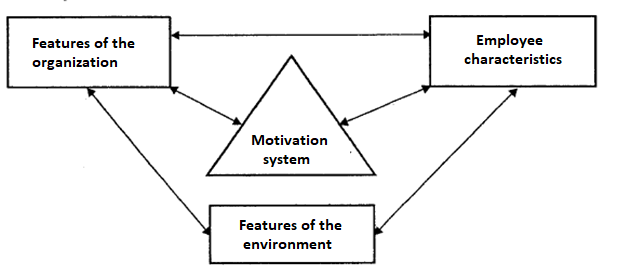 Features of the
organization
Employee
characteristics
Motivation
system
Features of the
environment